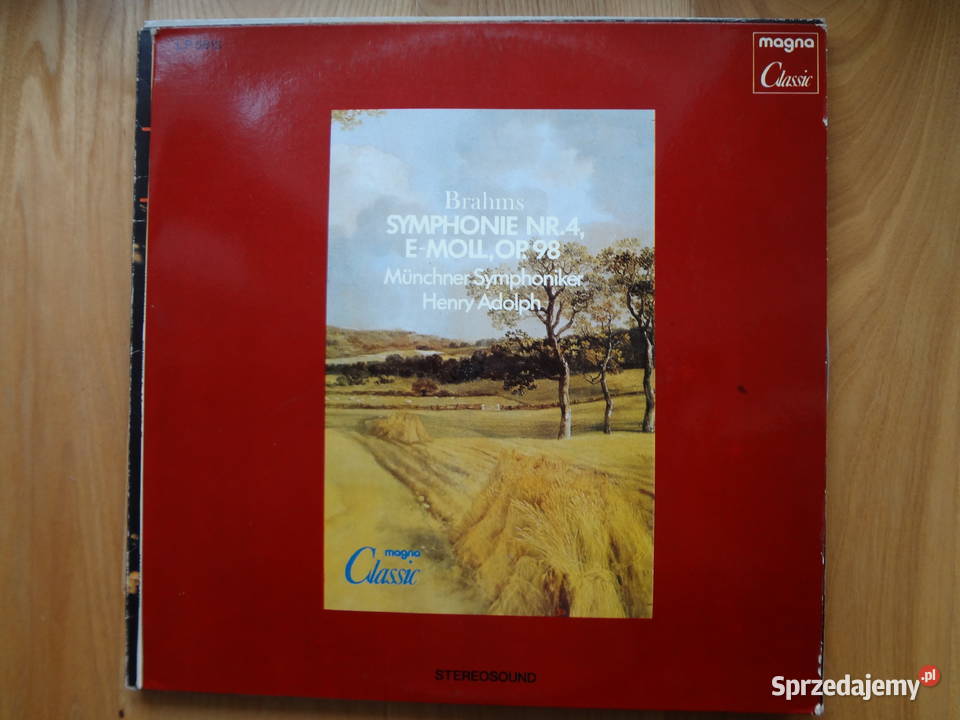 magna
Classic
Brahms
SYMPHONIE NR.4,
E-MOLL, OP. 98
Münchner Symphoniker
Henry Adolph
magna
Classic
STEREOSOUND
Sprzedajemy.pl